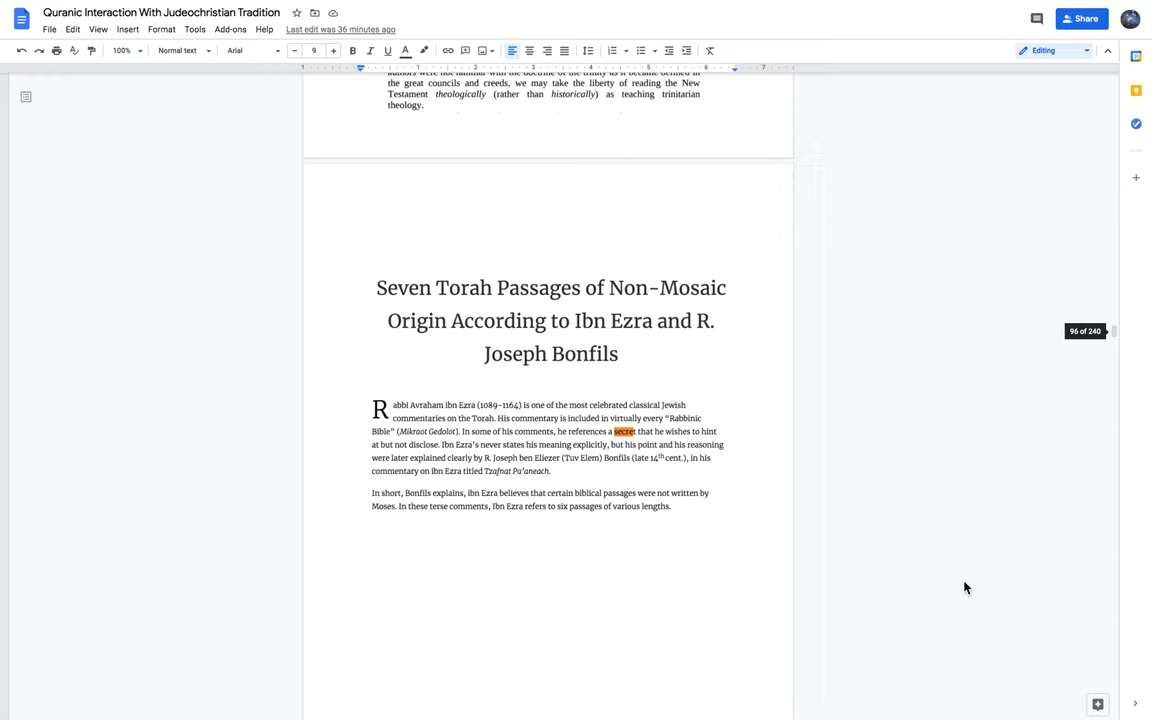 Quranic Interaction With Judeochristian Tradition
File Edit View Insert Format Tools Add-ons Help Last edit was 36 minutes ago
Share
100% Normal text Arial 9 Editing
1 1 2 3 4 5 6 7
the great councils and creeds, we may take the liberty of reading the New
Testament theologically (rather than historically) as teaching trinitarian
theology.
96 of 240
Seven Torah Passages of Non-Mosaic
Origin According to Ibn Ezra and R.
Joseph Bonfils
Rabbi Avraham ibn Ezra (1089-1164) is one of the most celebrated classical Jewish
commentaries on the Torah. His commentary is included in virtually every “Rabbinic
Bible” (Mikraot Gedolot). In some of his comments, he references a secret that he wishes to hint
at but not disclose. Ibn Ezra’s never states his meaning explicitly, but his point and his reasoning
were later explained clearly by R. Joseph ben Eliezer (Tuv Elem) Bonfils (late 14th cent.), in his
commentary on ibn Ezra titled Tzafnat Pa’aneach.
In short, Bonfils explains, ibn Ezra believes that certain biblical passages were not written by
Moses. In these terse comments, Ibn Ezra refers to six passages of various lengths.